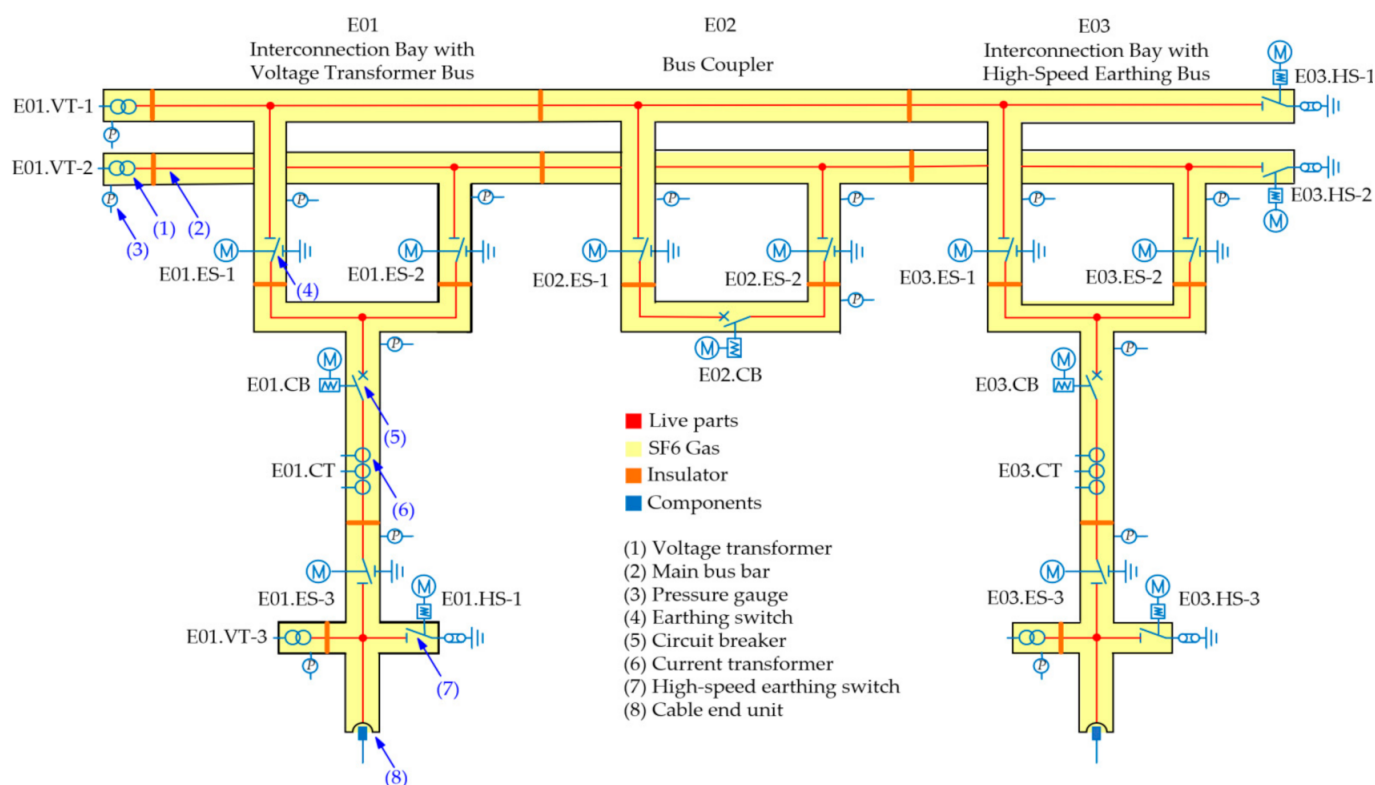 E01
Interconnection Bay with
Voltage Transformer Bus
E02
Bus Coupler
E03
Interconnection Bay with
High-Speed Earthing Bus
M
E03.HS-1
E01.VT-1
P
E01.VT-2
P
(1)
(2)
(3)
E03.HS-2
M
P
P
P
P
P
P
M
M
M
M
M
M
E01.ES-1
E01.ES-2
E02.ES-1
E02.ES-2
E03.ES-1
E03.ES-2
(4)
P
P
P
M
M
M
E01.CB
E02.CB
E03.CB
(5)
Live parts
SF6 Gas
Insulator
Components
E01.CT
E03.CT
(6)
P
P
M
M
M
M
E01.ES-3
E01.HS-1
E03.ES-3
E03.HS-3
E01.VT-3
P
P
(7)
(1) Voltage transformer
(2) Main bus bar
(3) Pressure gauge
(4) Earthing switch
(5) Circuit breaker
(6) Current transformer
(7) High-speed earthing switch
(8) Cable end unit
(8)